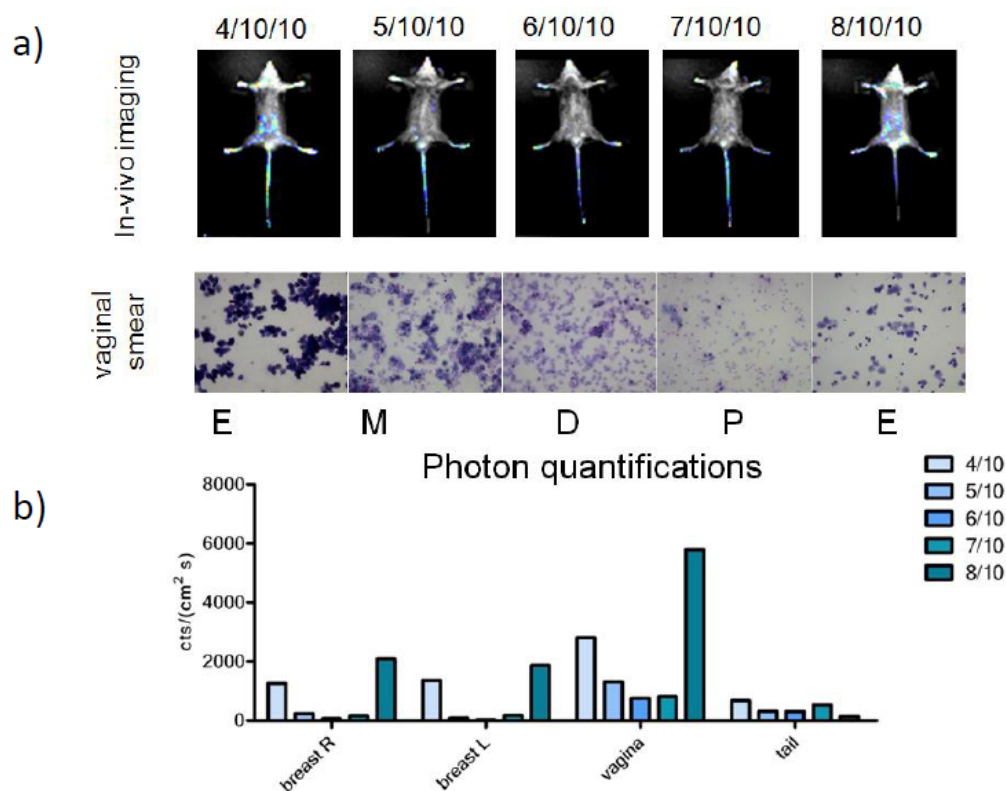 a)
4/10/10 5/10/10 6/10/10 7/10/10 8/10/10
In-vivo imaging
vaginal
smear
E M D P E
b)
Photon quantifications
8000
6000
4000
2000
0
cts/(cm² s)
breast R breast L vagina tail
4/10
5/10
6/10
7/10
8/10